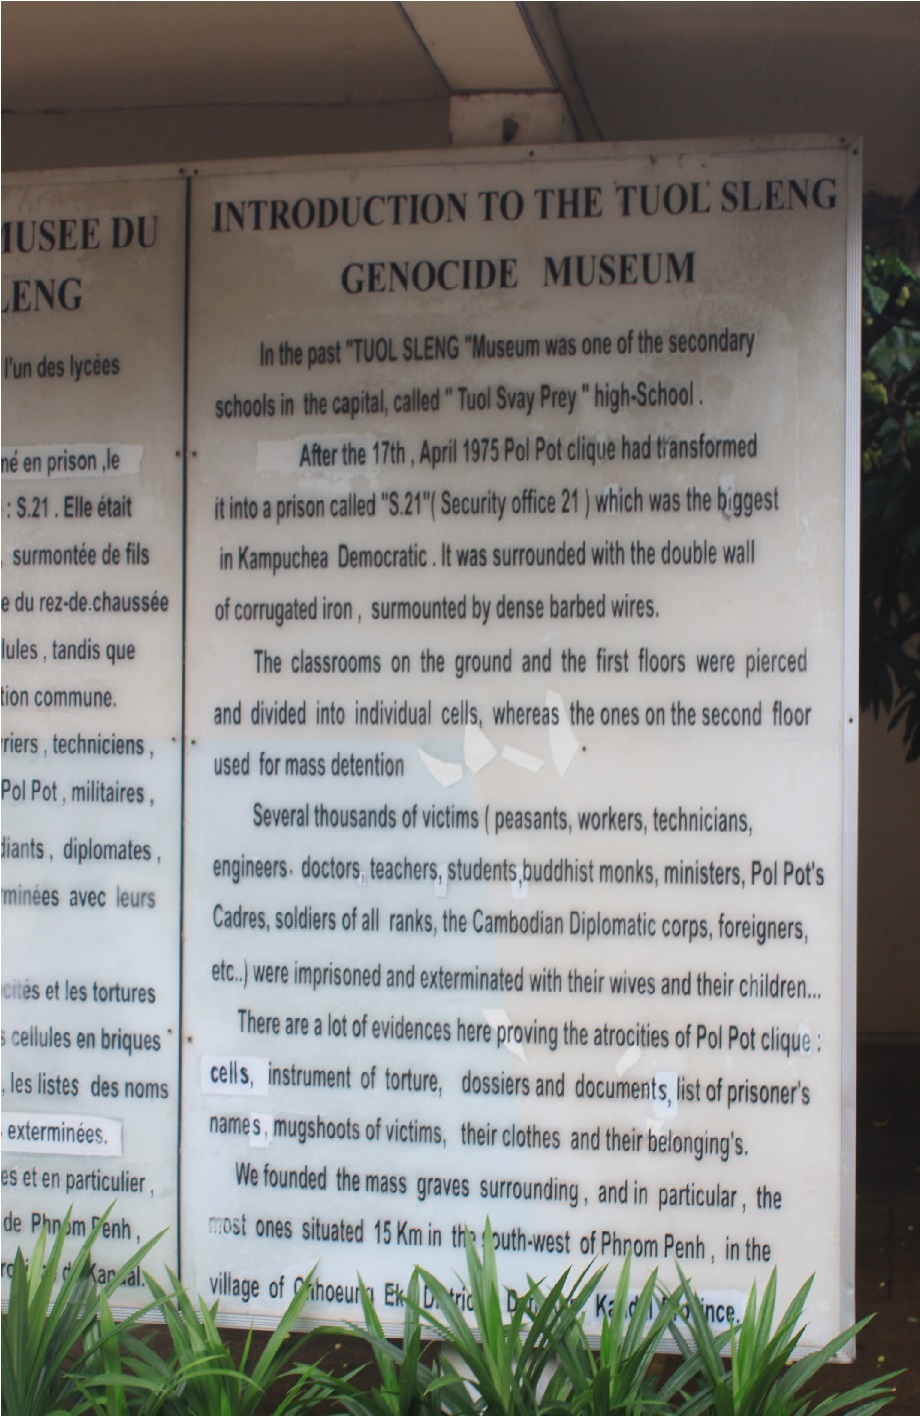 MUSEE DU
l'un des lycées
en prison ,le
: S.21 . Elle était
surmontée de fils
du rez-de.chaussée
, tandis que
commune.
, techniciens ,
Pol Pot , militaires ,
, diplomates ,
avec leurs
et les tortures
cellules en briques
, les listes des noms
exterminées.
et en particulier ,
de Phnom Penh ,
INTRODUCTION TO THE TUOL SLENG
GENOCIDE MUSEUM
In the past "TUOL SLENG "Museum was one of the secondary
schools in the capital, called " Tuol Svay Prey " high-School .
After the 17th , April 1975 Pol Pot clique had transformed
it into a prison called "S.21"( Security office 21 ) which was the biggest
in Kampuchea Democratic . It was surrounded with the double wall
of corrugated iron , surmounted by dense barbed wires.
The classrooms on the ground and the first floors were pierced
and divided into individual cells, whereas the ones on the second floor
used for mass detention
Several thousands of victims ( peasants, workers, technicians,
engineers, doctors, teachers, students,buddhist monks, ministers, Pol Pot's
Cadres, soldiers of all ranks, the Cambodian Diplomatic corps, foreigners,
etc..) were imprisoned and exterminated with their wives and their children...
There are a lot of evidences here proving the atrocities of Pol Pot clique :
cells, instrument of torture, dossiers and documents, list of prisoner's
names, mugshoots of victims, their clothes and their belonging's.
We founded the mass graves surrounding, and in particular , the
most ones situated 15 Km in the south-west of Phnom Penh , in the
village of Kandal Province.